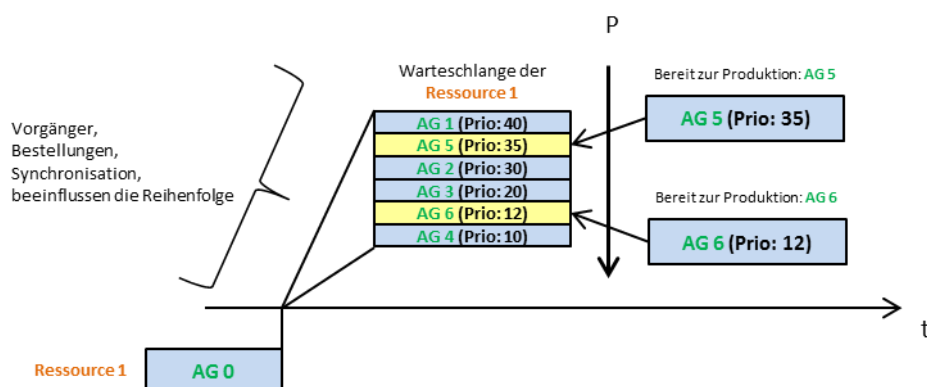 P
Warteschlange der
Ressource 1
Bereit zur Produktion: AG 5
AG 1 (Prio: 40)
AG 5 (Prio: 35)
AG 2 (Prio: 30)
AG 3 (Prio: 20)
AG 6 (Prio: 12)
AG 4 (Prio: 10)
AG 5 (Prio: 35)
Vorgänger,
Bestellungen,
Synchronisation,
beeinflussen die Reihenfolge
Bereit zur Produktion: AG 6
AG 6 (Prio: 12)
t
Ressource 1
AG 0